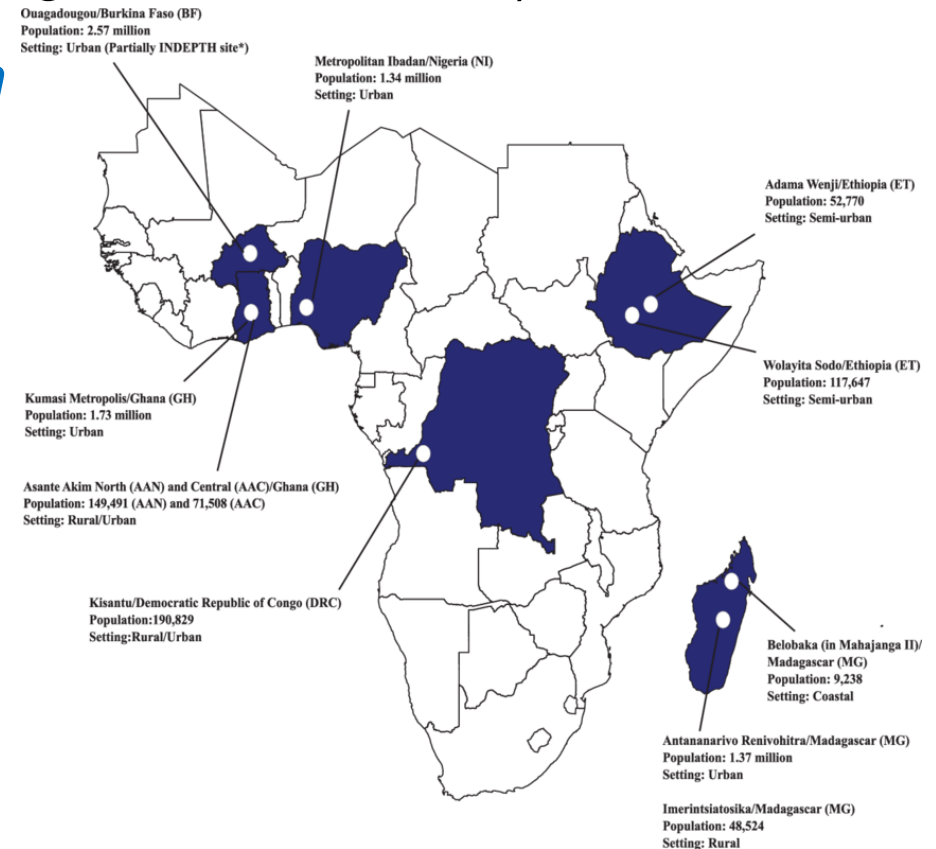 Ouagadougou/Burkina Faso (BF)
Population: 2.57 million
Setting: Urban (Partially INDEPTH site*)
Metropolitan Ibadan/Nigeria (NI)
Population: 1.34 million
Setting: Urban
Adama Wenji/Ethiopia (ET)
Population: 52,770
Setting: Semi-urban
Wolayita Sodo/Ethiopia (ET)
Population: 117,647
Setting: Semi-urban
Kumasi Metropolis/Ghana (GH)
Population: 1.73 million
Setting: Urban
Asante Akim North (AAN) and Central (AAC)/Ghana (GH)
Population: 149,491 (AAN) and 71,508 (AAC)
Setting: Rural/Urban
Kisantu/Democratic Republic of Congo (DRC)
Population:190,829
Setting:Rural/Urban
Belobaka (in Mahajanga II)/
Madagascar (MG)
Population: 9,238
Setting: Coastal
Antananarivo Renivohitra/Madagascar (MG)
Population: 1.37 million
Setting: Urban
Imerintsiatosika/Madagascar (MG)
Population: 48,524
Setting: Rural